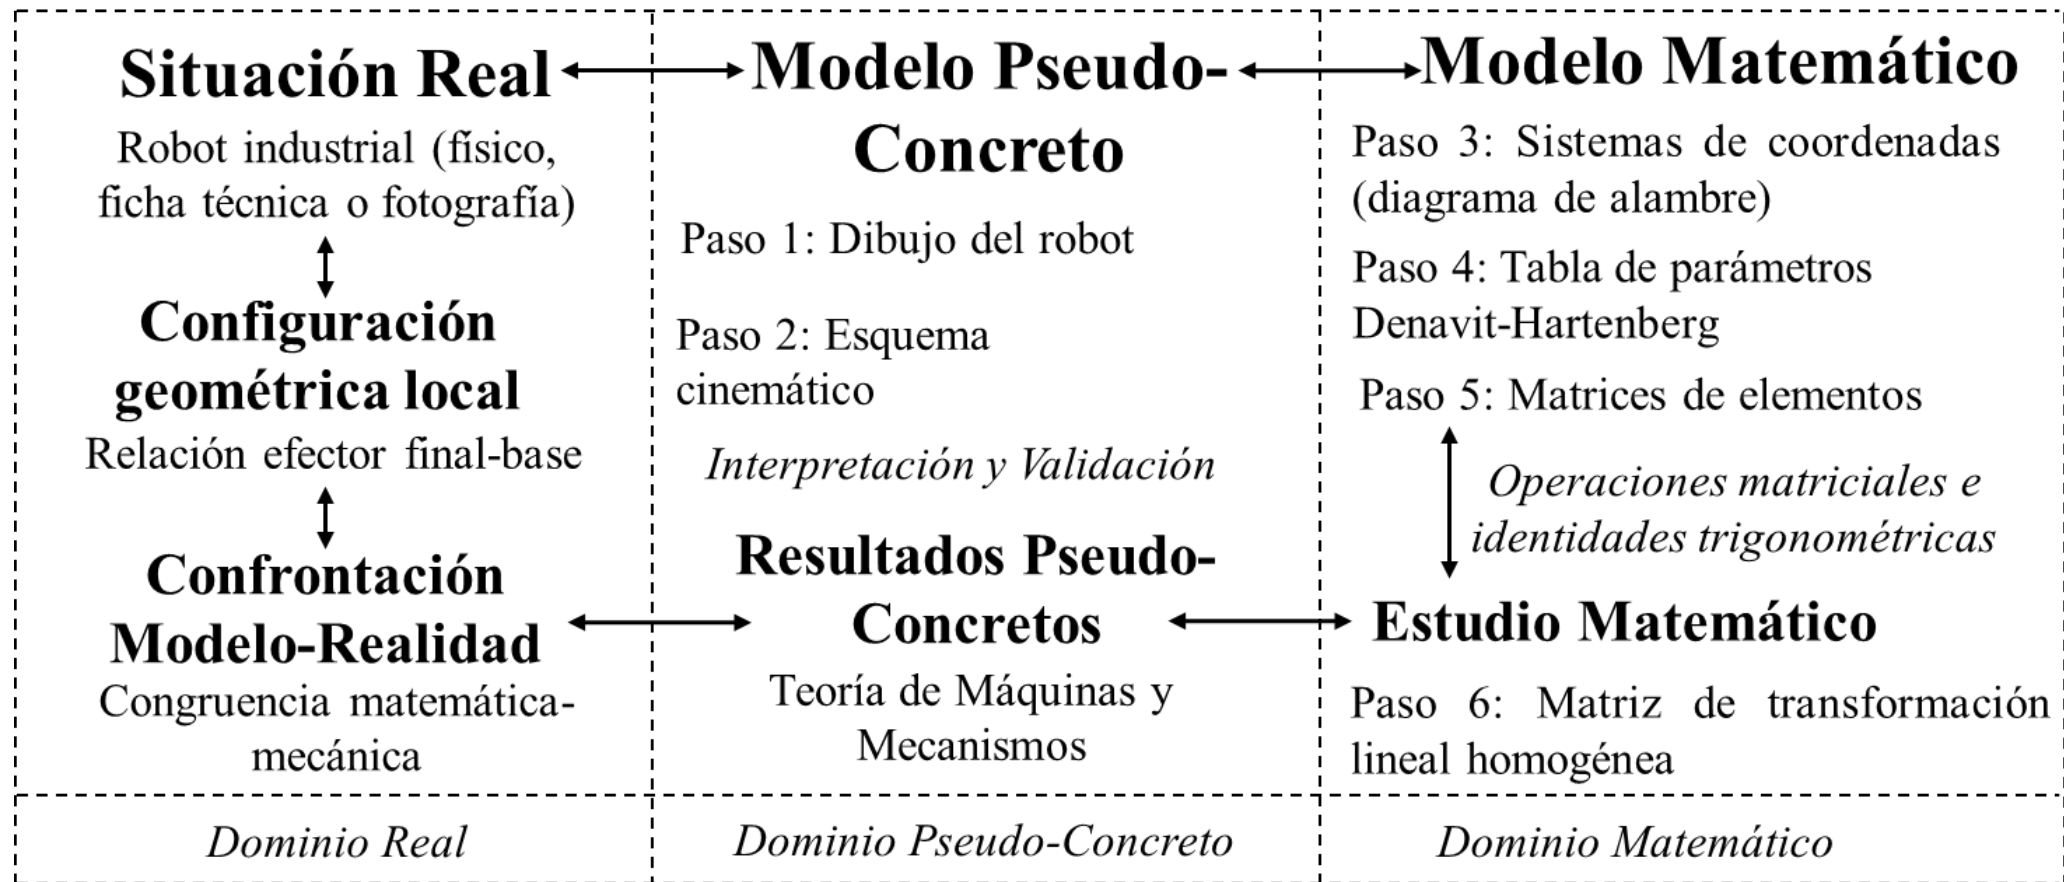 Situación Real
Robot industrial (físico,
ficha técnica o fotografía)
Configuración
geométrica local
Relación efector final-base
Confrontación
Modelo-Realidad
Congruencia matemática-
mecánica
Dominio Real
Modelo Pseudo-
Concreto
Paso 1: Dibujo del robot
Paso 2: Esquema
cinemático
Interpretación y Validación
Resultados Pseudo-
Concretos
Teoría de Máquinas y
Mecanismos
Dominio Pseudo-Concreto
Modelo Matemático
Paso 3: Sistemas de coordenadas
(diagrama de alambre)
Paso 4: Tabla de parámetros
Denavit-Hartenberg
Paso 5: Matrices de elementos
Operaciones matriciales e
identidades trigonométricas
Estudio Matemático
Paso 6: Matriz de transformación
lineal homogénea
Dominio Matemático